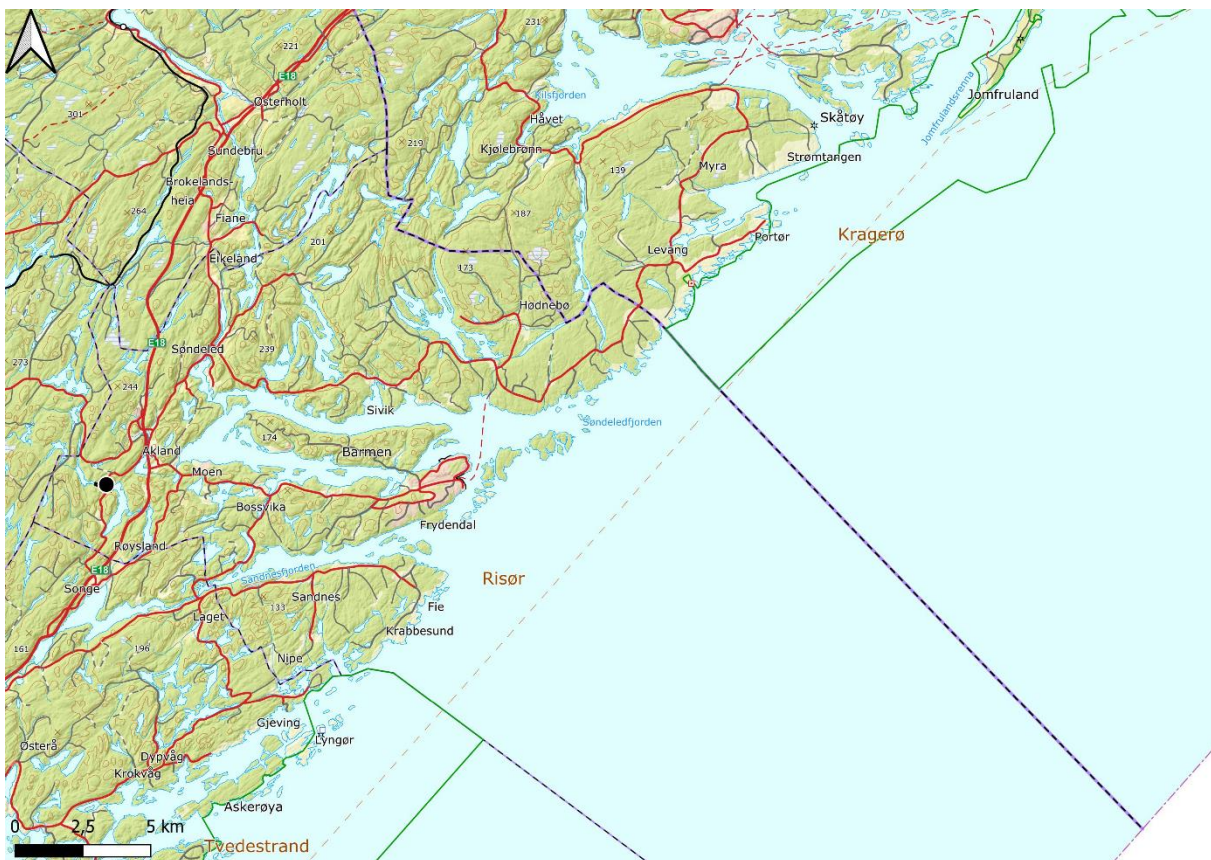 231
221
E18
301
Østerholt
Kilsfjorden
Håvet
Jomfrulandsrenna
Jomfruland
Skåtøy
219
Kjølebrønn
Sundebru
Strømtangen
139
Myra
Brokelands-
heia
264
187
Fiane
Portør
Kragerø
201
Levang
Eikeland
173
Hødnebø
E18
Søndeled
273
239
244
Sivik
Søndeledfjorden
174
Barmen
Akland
Moen
Bossvika
Frydendal
Røysland
E18
Sandnesfjorden
Risør
Songe
Sandnes
133
Fie
Laget
Krabbesund
161
196
Nipe
Gjeving
Lyngør
Østerå
Dypvåg
Krokvåg
Askerøya
0 2,5 5 km
Tvedestrand